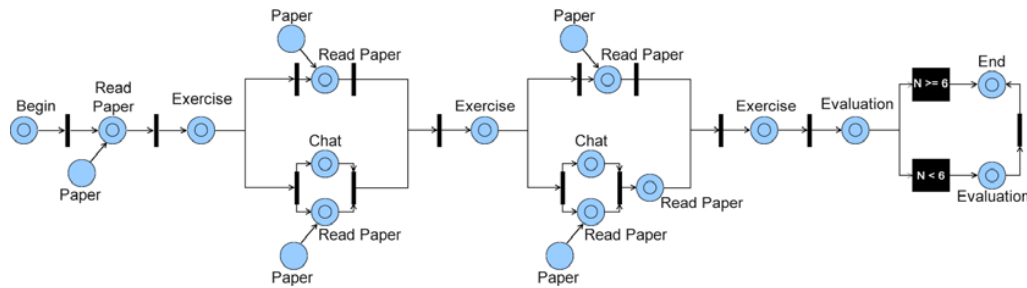 Begin
Read
Paper
Paper
Exercise
Paper
Read Paper
Chat
Read Paper
Paper
Exercise
Paper
Read Paper
Chat
Read Paper
Read Paper
Paper
Exercise
Evaluation
N >= 6
End
N < 6
Evaluation